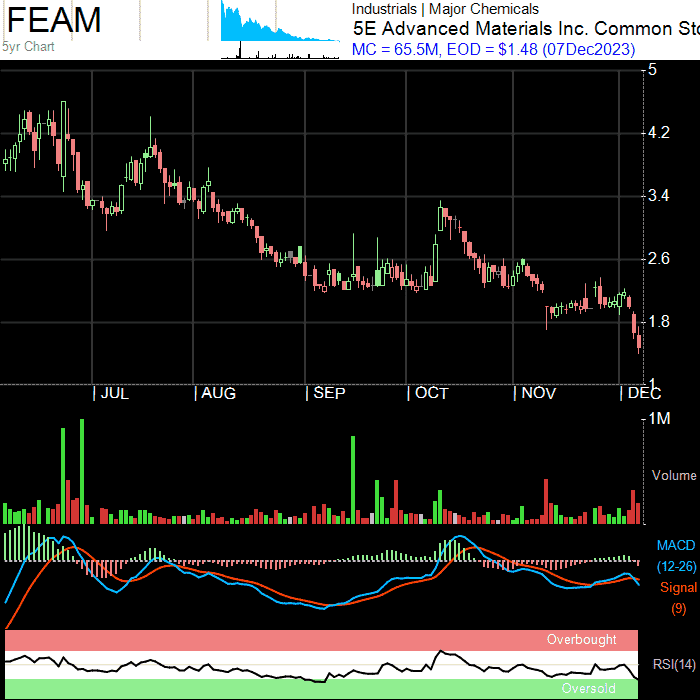 FEAM
5yr Chart
Industrials | Major Chemicals
5E Advanced Materials Inc. Common Sto
MC = 65.5M, EOD = $1.48 (07Dec2023)
5
4.2
3.4
2.6
1.8
1
JUL AUG SEP OCT NOV DEC
1M
Volume
MACD
(12-26)
Signal
(9)
Overbought
RSI(14)
Oversold